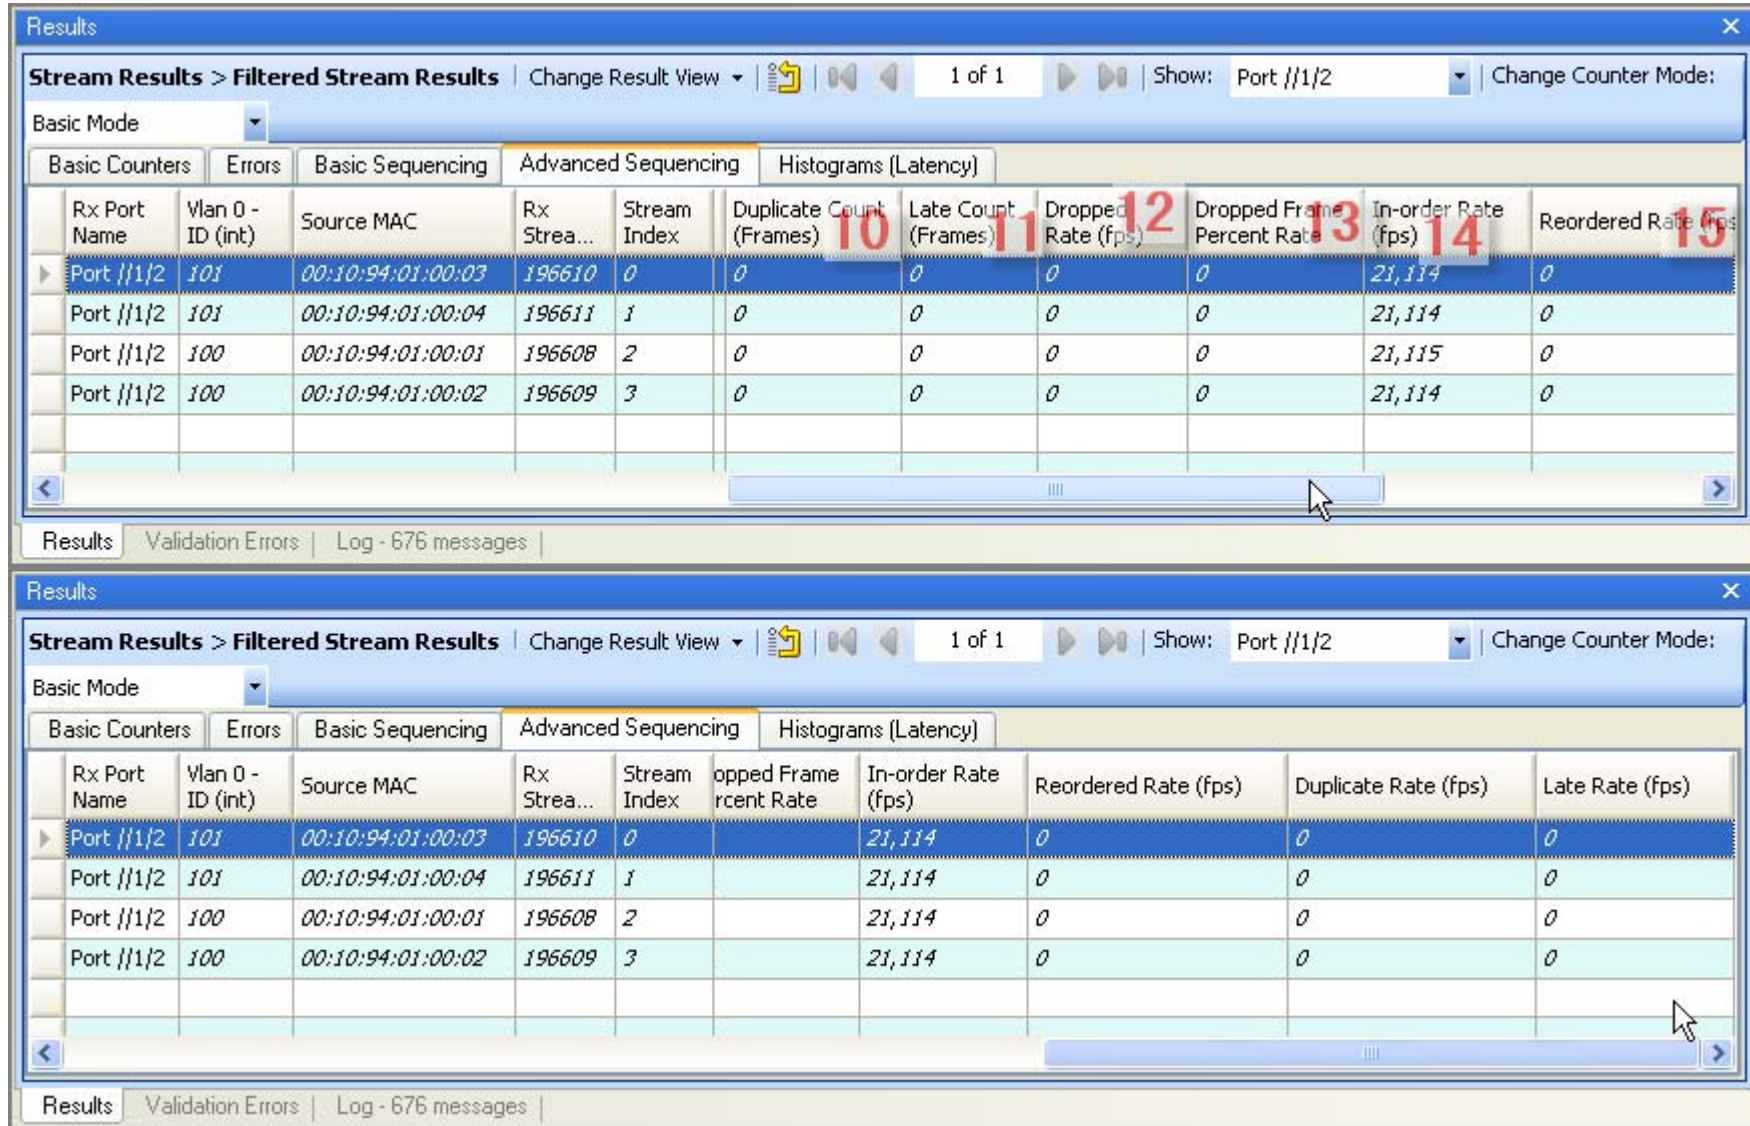 Results
Stream Results > Filtered Stream Results | Change Result View 1 of 1 Show: Port //1/2 Change Counter Mode:
Basic Mode
Basic Counters Errors Basic Sequencing Advanced Sequencing Histograms (Latency)
Rx Port Name Vlan 0 - ID (int) Source MAC Rx Strea... Stream Index Duplicate Count (Frames) 10 Late Count (Frames) 11 Dropped Rate (fps) 12 Dropped Frame Percent Rate 13 In-order Rate (fps) 14 Reordered Rate (fps 15
Port //1/2 101 00:10:94:01:00:03 196610 0 0 0 0 0 21,114 0
Port //1/2 101 00:10:94:01:00:04 196611 1 0 0 0 0 21,114 0
Port //1/2 100 00:10:94:01:00:01 196608 2 0 0 0 0 21,115 0
Port //1/2 100 00:10:94:01:00:02 196609 3 0 0 0 0 21,114 0
Results Validation Errors | Log - 676 messages |
Results
Stream Results > Filtered Stream Results | Change Result View 1 of 1 Show: Port //1/2 Change Counter Mode:
Basic Mode
Basic Counters Errors Basic Sequencing Advanced Sequencing Histograms (Latency)
Rx Port Name Vlan 0 - ID (int) Source MAC Rx Strea... Stream Index opped Frame rcent Rate In-order Rate (fps) Reordered Rate (fps) Duplicate Rate (fps) Late Rate (fps)
Port //1/2 101 00:10:94:01:00:03 196610 0 21,114 0 0 0
Port //1/2 101 00:10:94:01:00:04 196611 1 21,114 0 0 0
Port //1/2 100 00:10:94:01:00:01 196608 2 21,114 0 0 0
Port //1/2 100 00:10:94:01:00:02 196609 3 21,114 0 0 0
Results Validation Errors | Log - 676 messages |